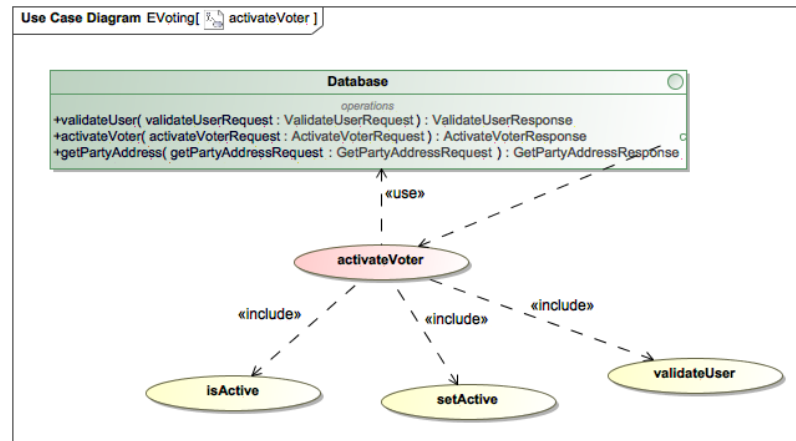 Use Case Diagram EVoting[ activateVoter ]
Database
operations
+validateUser( validateUserRequest : ValidateUserRequest ) : ValidateUserResponse
+activateVoter( activateVoterRequest : ActivateVoterRequest ) : ActivateVoterResponse
+getPartyAddress( getPartyAddressRequest : GetPartyAddressRequest ) : GetPartyAddressResponse
«use»
activateVoter
«include»
«include»
«include»
isActive
setActive
validateUser